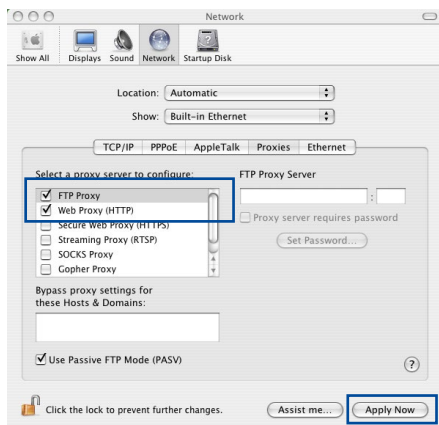 Network
Show All Displays Sound Network Startup Disk
Location: Automatic
Show: Built-in Ethernet
TCP/IP PPPoE AppleTalk Proxies Ethernet
Select a proxy server to configure:
FTP Proxy
Web Proxy (HTTP)
Secure Web Proxy (HTTPS)
Streaming Proxy (RTSP)
SOCKS Proxy
Gopher Proxy
FTP Proxy Server
:
Proxy server requires password
Set Password...
Bypass proxy settings for
these Hosts & Domains:
Use Passive FTP Mode (PASV)
?
Click the lock to prevent further changes.
Assist me...
Apply Now